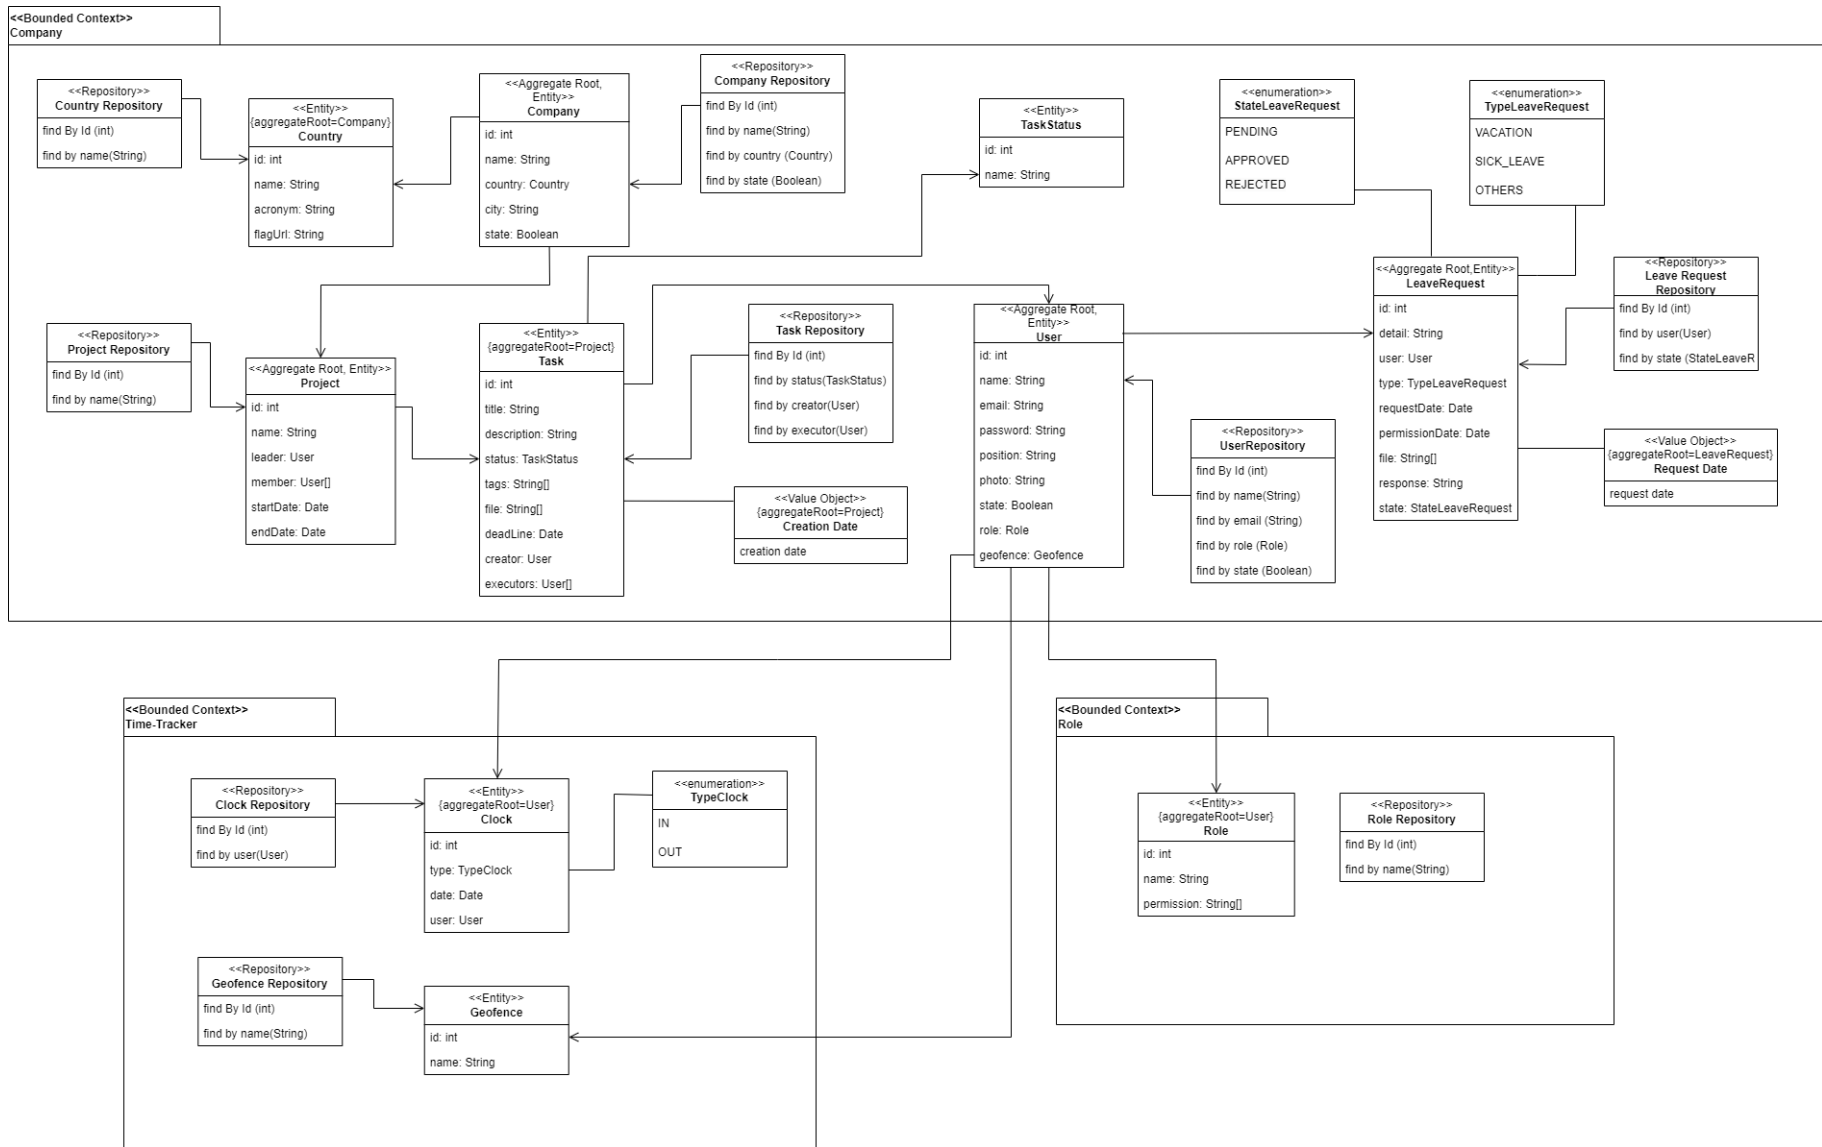 <<Bounded Context>>
Company
<<Repository>>
Country Repository
find By Id (int)
find by name(String)
<<Entity>>
{aggregateRoot=Company}
Country
id: int
name: String
acronym: String
flagUrl: String
<<Aggregate Root,
Entity>>
Company
id: int
name: String
country: Country
city: String
state: Boolean
<<Repository>>
Company Repository
find By Id (int)
find by name(String)
find by country (Country)
find by state (Boolean)
<<Entity>>
TaskStatus
id: int
name: String
<<enumeration>>
StateLeaveRequest
PENDING
APPROVED
REJECTED
<<enumeration>>
TypeLeaveRequest
VACATION
SICK_LEAVE
OTHERS
<<Repository>>
Project Repository
find By Id (int)
find by name(String)
<<Aggregate Root, Entity>>
Project
id: int
name: String
leader: User
member: User[]
startDate: Date
endDate: Date
<<Entity>>
{aggregateRoot=Project}
Task
id: int
title: String
description: String
status: TaskStatus
tags: String[]
file: String[]
deadLine: Date
creator: User
executors: User[]
<<Repository>>
Task Repository
find By Id (int)
find by status(TaskStatus)
find by creator(User)
find by executor(User)
<<Value Object>>
{aggregateRoot=Project}
Creation Date
creation date
<<Aggregate Root,
Entity>>
User
id: int
name: String
email: String
password: String
position: String
photo: String
state: Boolean
role: Role
geofence: Geofence
<<Repository>>
UserRepository
find By Id (int)
find by name(String)
find by email (String)
find by role (Role)
find by state (Boolean)
<<Aggregate Root,Entity>>
LeaveRequest
id: int
detail: String
user: User
type: TypeLeaveRequest
requestDate: Date
permissionDate: Date
file: String[]
response: String
state: StateLeaveRequest
<<Repository>>
Leave Request
Repository
find By Id (int)
find by user(User)
find by state (StateLeaveR
<<Value Object>>
{aggregateRoot=LeaveRequest}
Request Date
request date
<<Bounded Context>>
Time-Tracker
<<Repository>>
Clock Repository
find By Id (int)
find by user(User)
<<Entity>>
{aggregateRoot=User}
Clock
id: int
type: TypeClock
date: Date
user: User
<<enumeration>>
TypeClock
IN
OUT
<<Repository>>
Geofence Repository
find By Id (int)
find by name(String)
<<Entity>>
Geofence
id: int
name: String
<<Bounded Context>>
Role
<<Entity>>
{aggregateRoot=User}
Role
id: int
name: String
permission: String[]
<<Repository>>
Role Repository
find By Id (int)
find by name(String)